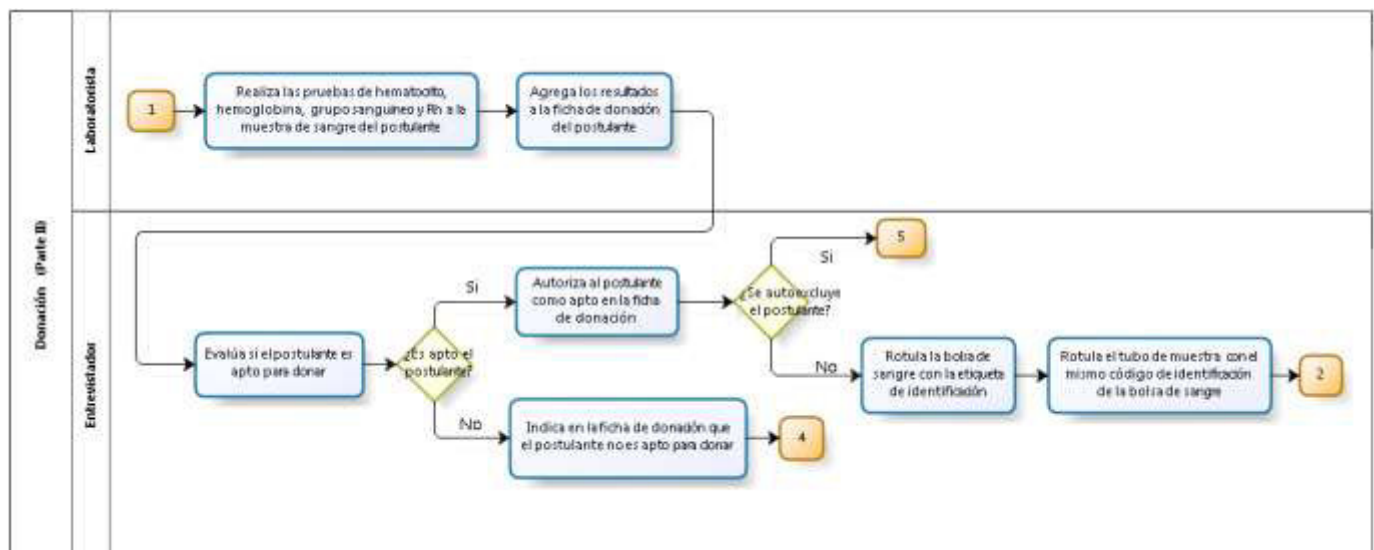 Donación (Parte II)
Laboratorista
1
Realiza las pruebas de hematocito,
hemoglobina, grupo sanguíneo y Rh a la
muestra de sangre del postulante
Agrega los resultados
a la ficha de donación
del postulante
Entrevistador
Evalúa si el postulante es
apto para donar
¿Es apto el
postulante?
Si
Autoriza al postulante
como apto en la ficha
de donación
¿Se autoexcluye
el postulante?
Si
5
No
Rotula la bolsa de
sangre con la etiqueta
de identificación
Rotula el tubo de muestra con el
mismo código de identificación
de la bolsa de sangre
2
No
Indica en la ficha de donación que
el postulante no es apto para donar
4